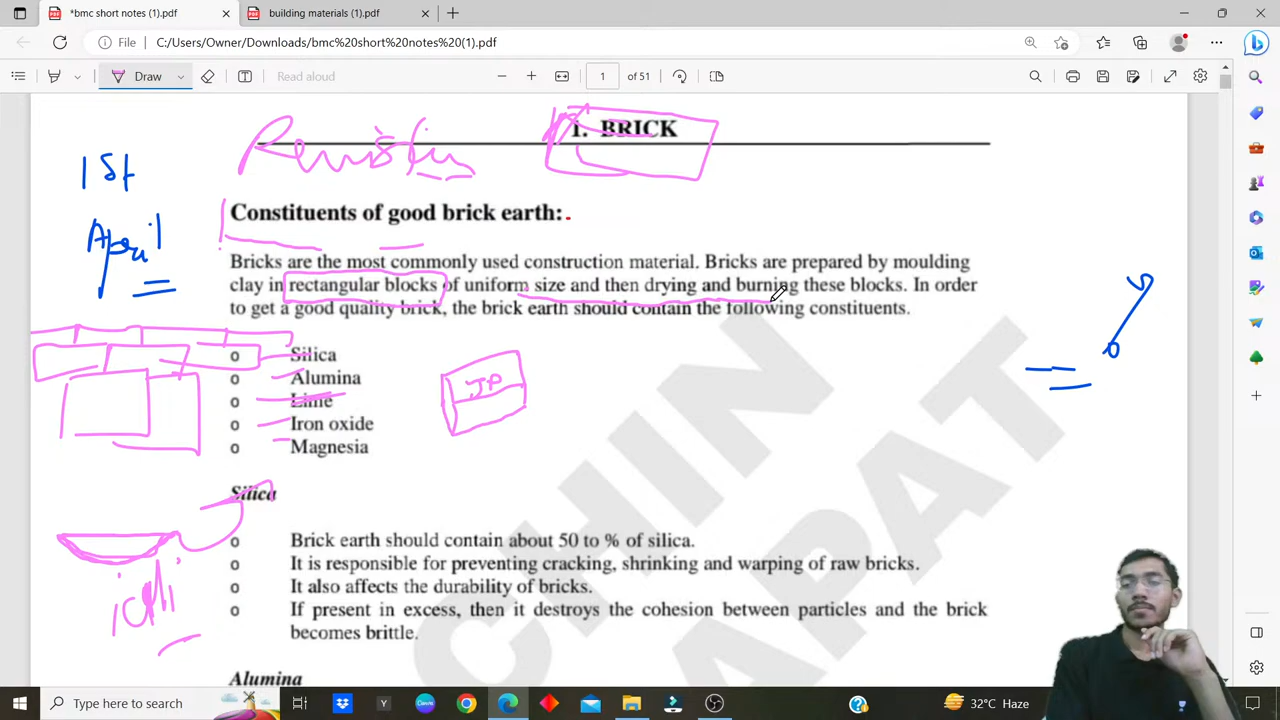 *bmc short notes (1).pdf
building materials (1).pdf
File C:/Users/Owner/Downloads/bmc%20short%20notes%20(1).pdf
Draw Read aloud 1 of 51
1. BRICK
1st
April
Constituents of good brick earth:
Bricks are the most commonly used construction material. Bricks are prepared by moulding
clay in rectangular blocks of uniform size and then drying and burning these blocks. In order
to get a good quality brick, the brick earth should contain the following constituents.
o Silica
o Alumina
o Lime
o Iron oxide
o Magnesia
JP
Silica
o Brick earth should contain about 50 to % of silica.
o It is responsible for preventing cracking, shrinking and warping of raw bricks.
o It also affects the durability of bricks.
o If present in excess, then it destroys the cohesion between particles and the brick
becomes brittle.
Alumina
CHIN
APAT
Type here to search
32°C Haze